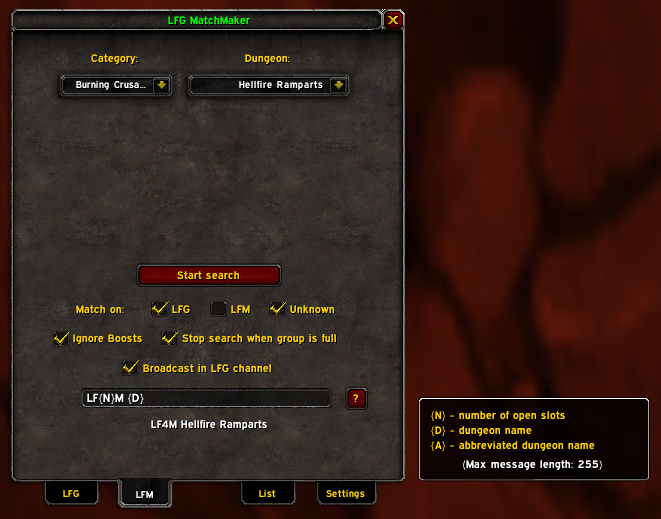 LFG MatchMaker
Category: Dungeon:
Burning Crusa... Hellfire Ramparts
Start search
Match on: LFG LFM Unknown
Ignore Boosts Stop search when group is full
Broadcast in LFG channel
LF{N}M {D} ?
LF4M Hellfire Ramparts
{N} - number of open slots
{D} - dungeon name
{A} - abbreviated dungeon name
(Max message length: 255)
LFG LFM List Settings